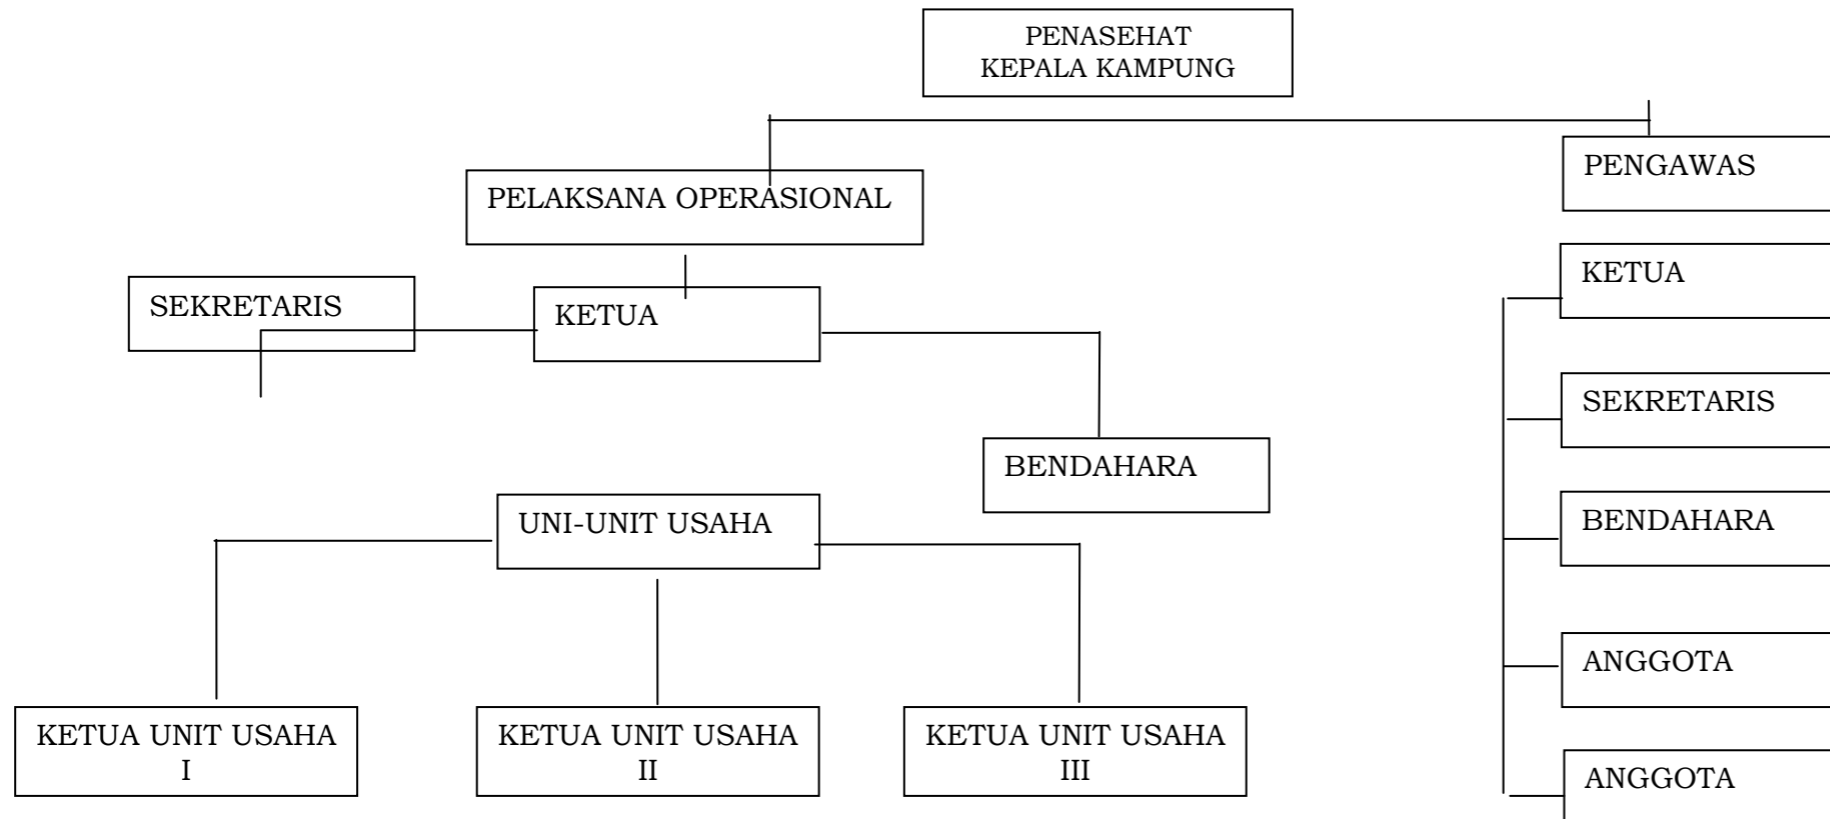 PENASEHAT
KEPALA KAMPUNG
PENGAWAS
PELAKSANA OPERASIONAL
KETUA
SEKRETARIS
KETUA
SEKRETARIS
BENDAHARA
UNI-UNIT USAHA
BENDAHARA
ANGGOTA
KETUA UNIT USAHA
I
KETUA UNIT USAHA
II
KETUA UNIT USAHA
III
ANGGOTA